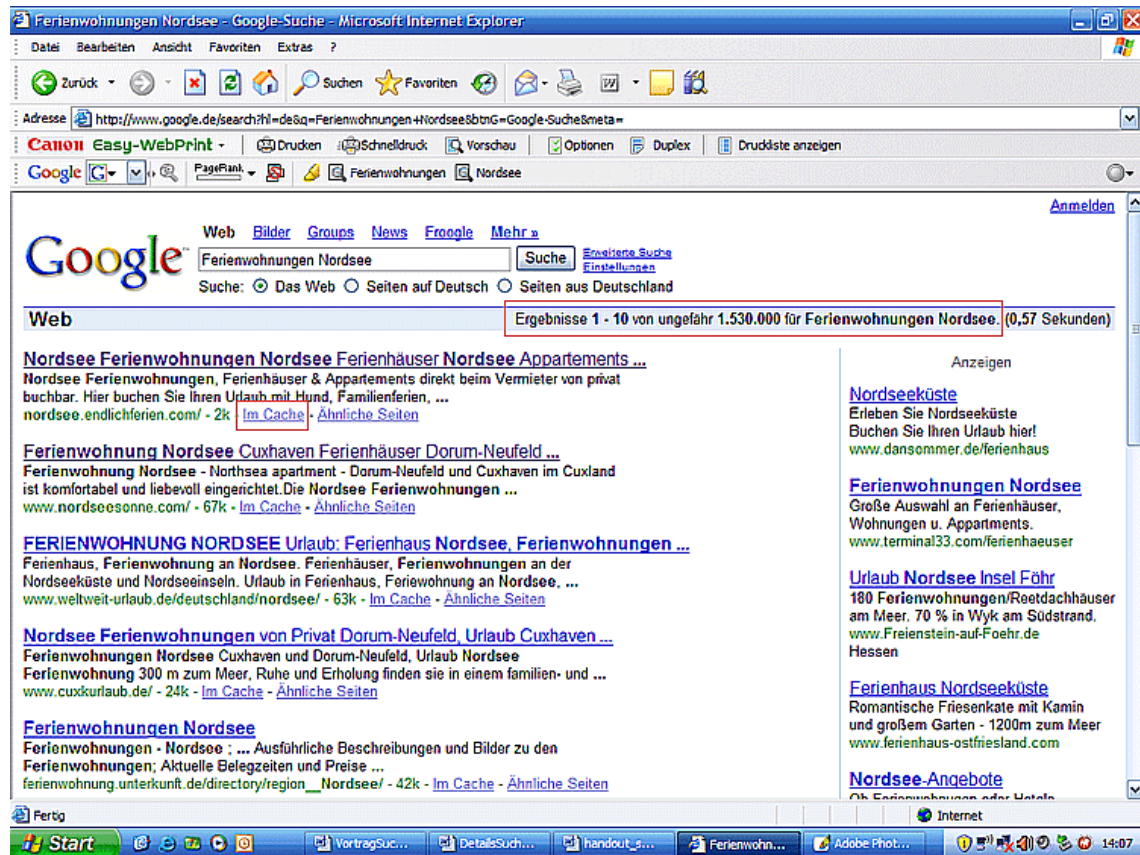 Ferienwohnungen Nordsee - Google-Suche - Microsoft Internet Explorer
Datei Bearbeiten Ansicht Favoriten Extras ?
Zurück Suchen Favoriten
Adresse http://www.google.de/search?hl=de&q=Ferienwohnungen+Nordsee&btnG=Google-Suche&meta=
Canon Easy-WebPrint Drucken Schnelldruck Vorschau Optionen Duplex Druckliste anzeigen
Google G PageRank Ferienwohnungen Nordsee
Anmelden
Web Bilder Groups News Froogle Mehr »
Google™
Ferienwohnungen Nordsee Suche Erweiterte Suche
Einstellungen
Suche: Das Web Seiten auf Deutsch Seiten aus Deutschland
Web Ergebnisse 1 - 10 von ungefähr 1.530.000 für Ferienwohnungen Nordsee. (0,57 Sekunden)
Nordsee Ferienwohnungen Nordsee Ferienhäuser Nordsee Appartements ...
Nordsee Ferienwohnungen, Ferienhäuser & Appartements direkt beim Vermieter von privat
buchbar. Hier buchen Sie Ihren Urlaub mit Hund, Familienferien, ...
nordsee.endlichferien.com/ - 2k - Im Cache - Ähnliche Seiten
Ferienwohnung Nordsee Cuxhaven Ferienhäuser Dorum-Neufeld ...
Ferienwohnung Nordsee - Northsea apartment - Dorum-Neufeld und Cuxhaven im Cuxland
ist komfortabel und liebevoll eingerichtet.Die Nordsee Ferienwohnungen ...
www.nordseesonne.com/ - 67k - Im Cache - Ähnliche Seiten
FERIENWOHNUNG NORDSEE Urlaub: Ferienhaus Nordsee, Ferienwohnungen ...
Ferienhaus, Ferienwohnung an Nordsee. Ferienhäuser, Ferienwohnungen an der
Nordseeküste und Nordseeinseln. Urlaub in Ferienhaus, Feriewohnung an Nordsee, ...
www.weltweit-urlaub.de/deutschland/nordsee/ - 63k - Im Cache - Ähnliche Seiten
Nordsee Ferienwohnungen von Privat Dorum-Neufeld, Urlaub Cuxhaven ...
Ferienwohnungen Nordsee Cuxhaven und Dorum-Neufeld, Urlaub Nordsee
Ferienwohnung 300 m zum Meer, Ruhe und Erholung finden sie in einem familien- und ...
www.cuxkurlaub.de/ - 24k - Im Cache - Ähnliche Seiten
Ferienwohnungen Nordsee
Ferienwohnungen - Nordsee ; ... Ausführliche Beschreibungen und Bilder zu den
Ferienwohnungen; Aktuelle Belegzeiten und Preise ...
ferienwohnung.unterkunft.de/directory/region__Nordsee/ - 42k - Im Cache - Ähnliche Seiten
Anzeigen
Nordseeküste
Erleben Sie Nordseeküste
Buchen Sie Ihren Urlaub hier!
www.dansommer.de/ferienhaus
Ferienwohnungen Nordsee
Große Auswahl an Ferienhäuser,
Wohnungen u. Appartments.
www.terminal33.com/ferienhaeuser
Urlaub Nordsee Insel Föhr
180 Ferienwohnungen/Reetdachhäuser
am Meer. 70 % in Wyk am Südstrand.
www.Freienstein-auf-Foehr.de
Hessen
Ferienhaus Nordseeküste
Romantische Friesenkate mit Kamin
und großem Garten - 1200m zum Meer
www.ferienhaus-ostfriesland.com
Nordsee-Angebote
Ob Ferienwohnungen oder Hotels
Fertig Internet
Start VortragSuc... DetailsSuch... handout_s... Ferienwohn... Adobe Phot... 14:07